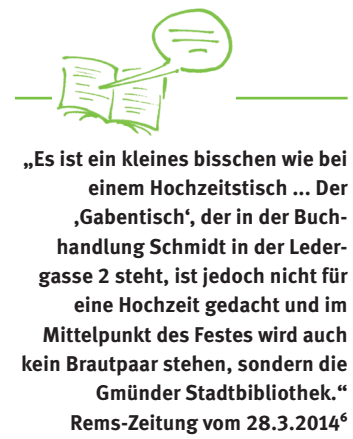 „Es ist ein kleines bisschen wie bei
einem Hochzeitstisch ... Der
‚Gabentisch‘, der in der Buch-
handlung Schmidt in der Leder-
gasse 2 steht, ist jedoch nicht für
eine Hochzeit gedacht und im
Mittelpunkt des Festes wird auch
kein Brautpaar stehen, sondern die
Gmünder Stadtbibliothek.“
Rems-Zeitung vom 28.3.2014⁶